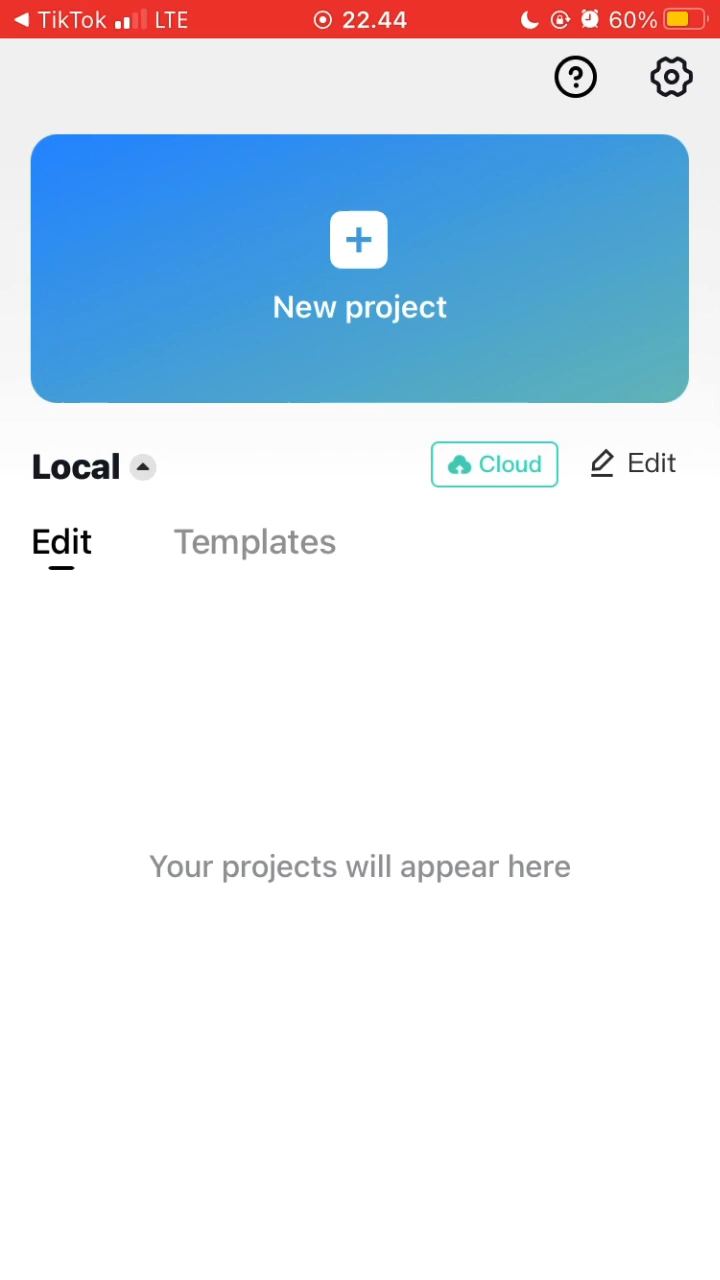 TikTok LTE 22.44 60%
New project
Local Cloud Edit
Edit Templates
Your projects will appear here